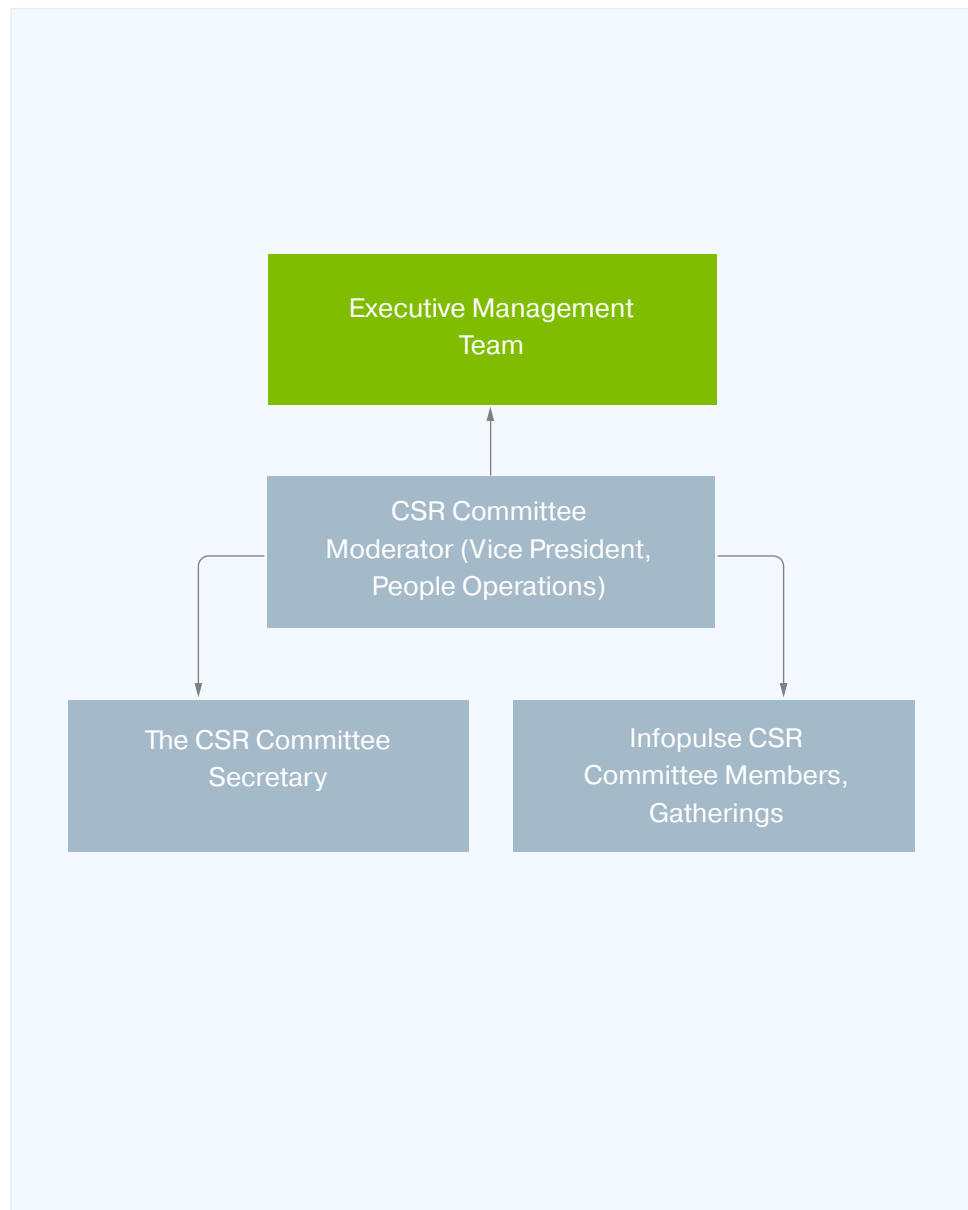 Executive Management
Team
CSR Committee
Moderator (Vice President,
People Operations)
The CSR Committee
Secretary
Infopulse CSR
Committee Members,
Gatherings